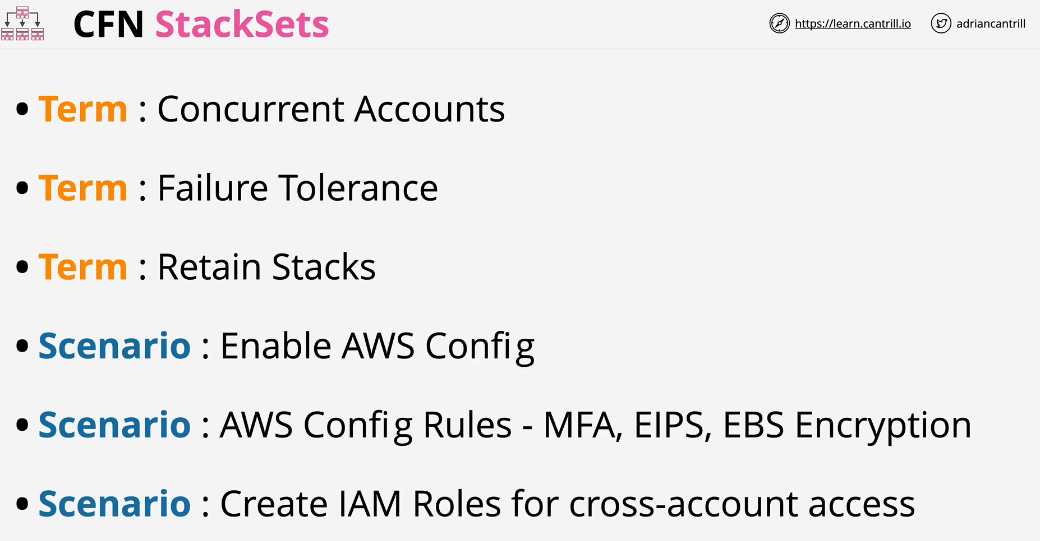 CFN StackSets
https://learn.cantrill.io
adriancantrill
• Term : Concurrent Accounts
• Term : Failure Tolerance
• Term : Retain Stacks
• Scenario : Enable AWS Config
• Scenario : AWS Config Rules - MFA, EIPS, EBS Encryption
• Scenario : Create IAM Roles for cross-account access